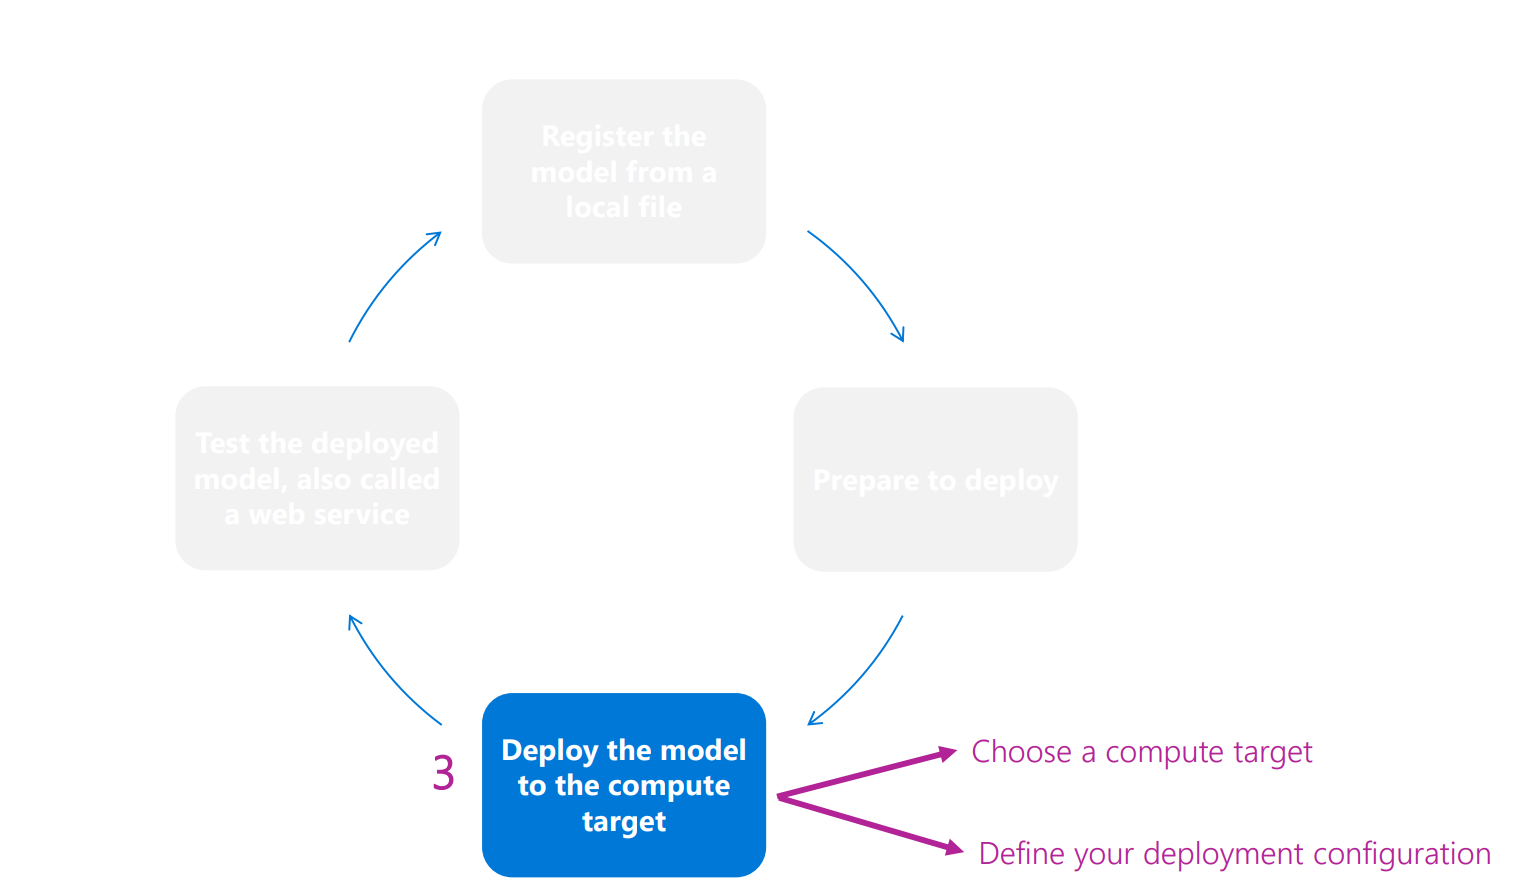 Register the
model from a
local file
Test the deployed
model, also called
a web service
Prepare to deploy
3
Deploy the model
to the compute
target
Choose a compute target
Define your deployment configuration